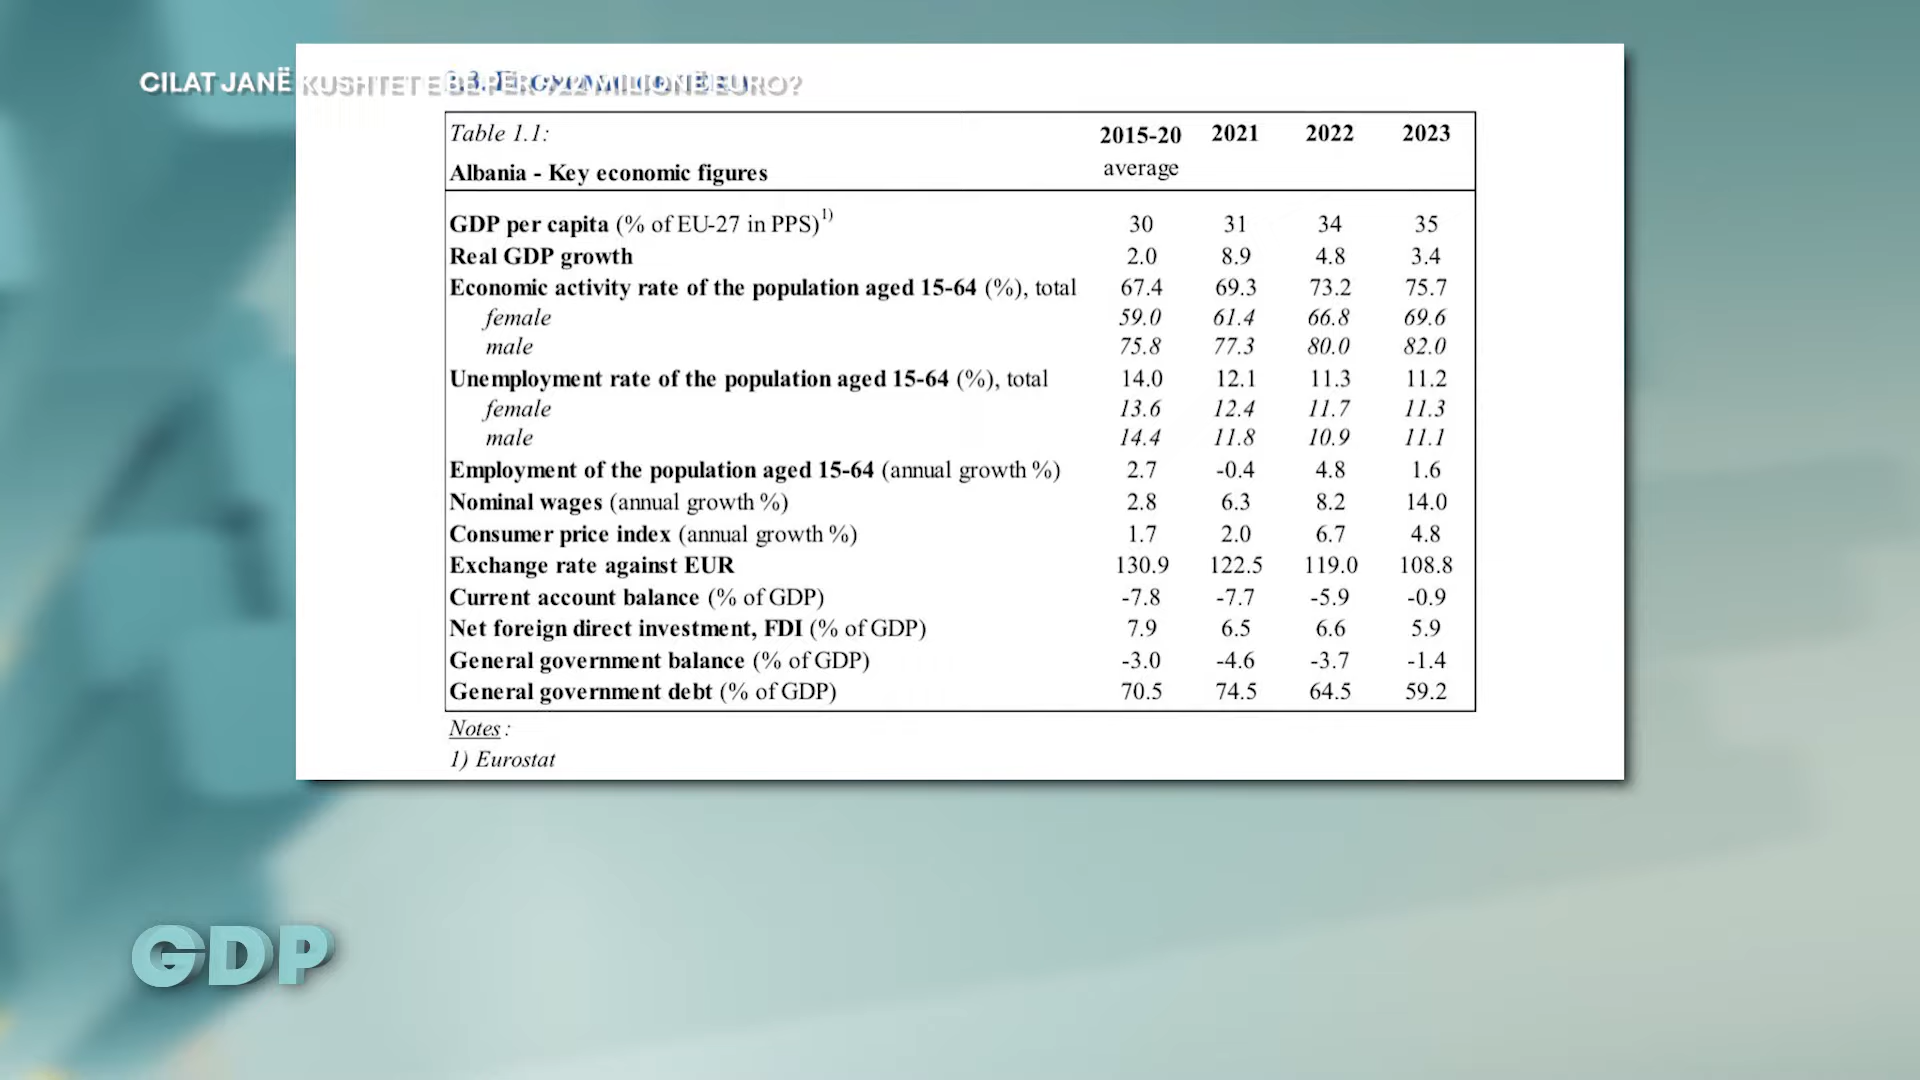 CILAT JANË KUSHTET E BE PËR 922 MILIONË EURO?
Table 1.1: 2015-20 2021 2022 2023
Albania - Key economic figures average
GDP per capita (% of EU-27 in PPS)1) 30 31 34 35
Real GDP growth 2.0 8.9 4.8 3.4
Economic activity rate of the population aged 15-64 (%), total 67.4 69.3 73.2 75.7
female 59.0 61.4 66.8 69.6
male 75.8 77.3 80.0 82.0
Unemployment rate of the population aged 15-64 (%), total 14.0 12.1 11.3 11.2
female 13.6 12.4 11.7 11.3
male 14.4 11.8 10.9 11.1
Employment of the population aged 15-64 (annual growth %) 2.7 -0.4 4.8 1.6
Nominal wages (annual growth %) 2.8 6.3 8.2 14.0
Consumer price index (annual growth %) 1.7 2.0 6.7 4.8
Exchange rate against EUR 130.9 122.5 119.0 108.8
Current account balance (% of GDP) -7.8 -7.7 -5.9 -0.9
Net foreign direct investment, FDI (% of GDP) 7.9 6.5 6.6 5.9
General government balance (% of GDP) -3.0 -4.6 -3.7 -1.4
General government debt (% of GDP) 70.5 74.5 64.5 59.2
Notes :
1) Eurostat
GDP